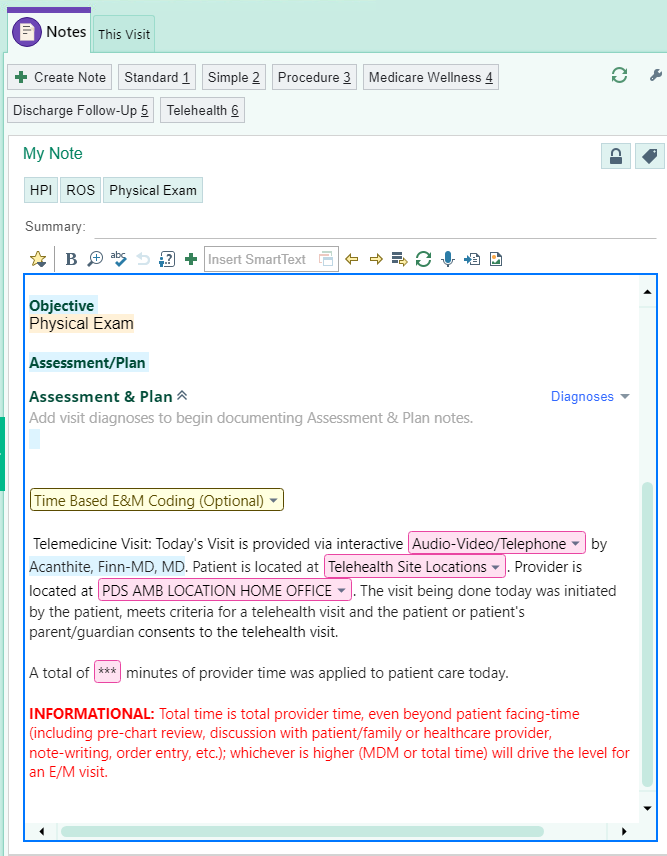 Notes This Visit
Create Note Standard 1 Simple 2 Procedure 3 Medicare Wellness 4
Discharge Follow-Up 5 Telehealth 6
My Note
HPI ROS Physical Exam
Summary:
B abc Insert SmartText
Objective
Physical Exam
Assessment/Plan
Assessment & Plan Diagnoses
Add visit diagnoses to begin documenting Assessment & Plan notes.
Time Based E&M Coding (Optional)
Telemedicine Visit: Today's Visit is provided via interactive Audio-Video/Telephone by
Acanthite, Finn-MD, MD. Patient is located at Telehealth Site Locations. Provider is
located at PDS AMB LOCATION HOME OFFICE. The visit being done today was initiated
by the patient, meets criteria for a telehealth visit and the patient or patient's
parent/guardian consents to the telehealth visit.
A total of *** minutes of provider time was applied to patient care today.
INFORMATIONAL: Total time is total provider time, even beyond patient facing-time
(including pre-chart review, discussion with patient/family or healthcare provider,
note-writing, order entry, etc.); whichever is higher (MDM or total time) will drive the level for
an E/M visit.